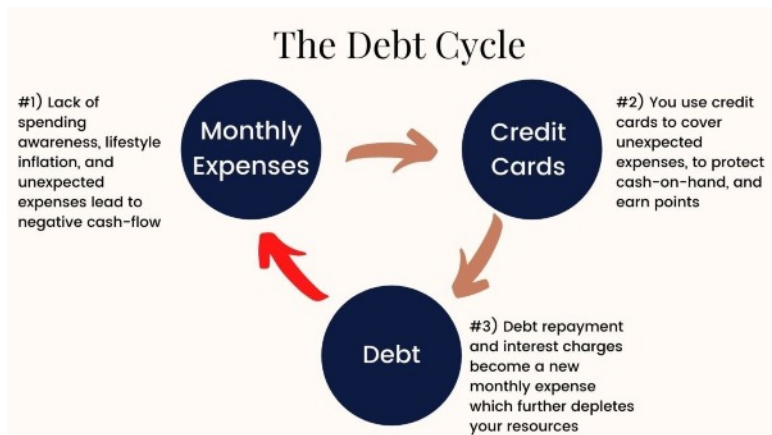 The Debt Cycle
#1) Lack of
spending
awareness, lifestyle
inflation, and
unexpected
expenses lead to
negative cash-flow
Monthly
Expenses
Credit
Cards
#2) You use credit
cards to cover
unexpected
expenses, to protect
cash-on-hand, and
earn points
Debt
#3) Debt repayment
and interest charges
become a new
monthly expense
which further depletes
your resources